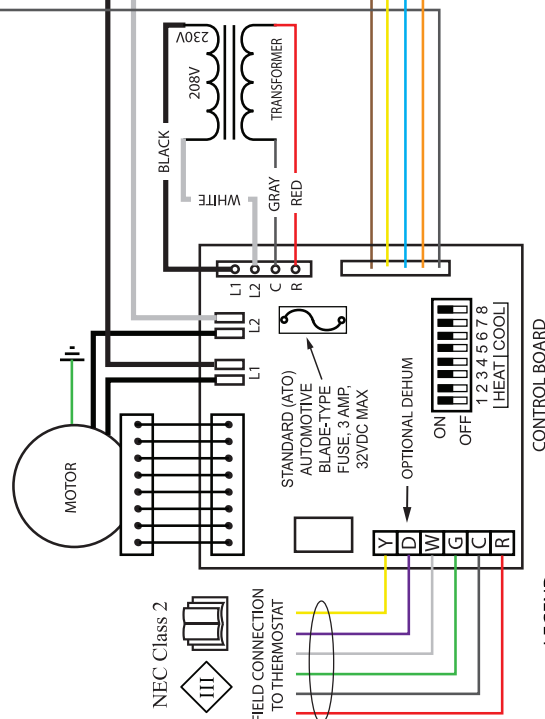 230V
208V
TRANSFORMER
BLACK
WHITE
GRAY
RED
L1
L2
C
R
L2
L1
STANDARD (ATO)
AUTOMOTIVE
BLADE-TYPE
FUSE, 3 AMP,
32VDC MAX
OPTIONAL DEHUM
ON
OFF
1 2 3 4 5 6 7 8
HEAT | COOL
CONTROL BOARD
MOTOR
Y
D
W
G
C
R
NEC Class 2
III
FIELD CONNECTION
TO THERMOSTAT